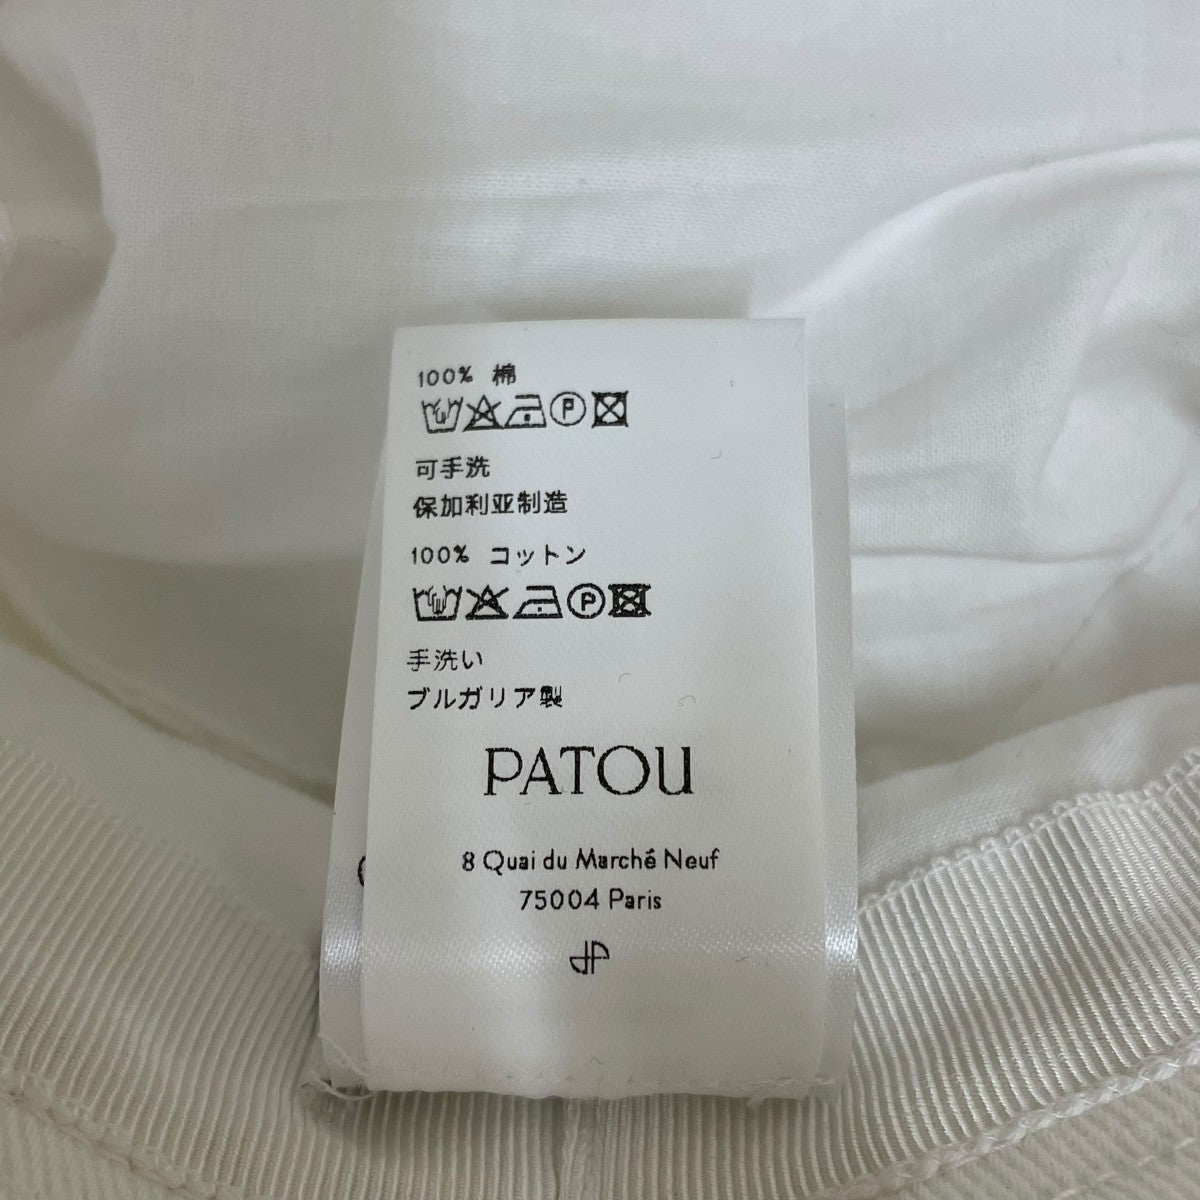 100% 棉
P
可手洗
保加利亚制造
100% コットン
P
手洗い
ブルガリア製
PATOU
8 Quai du Marché Neuf
75004 Paris
JP